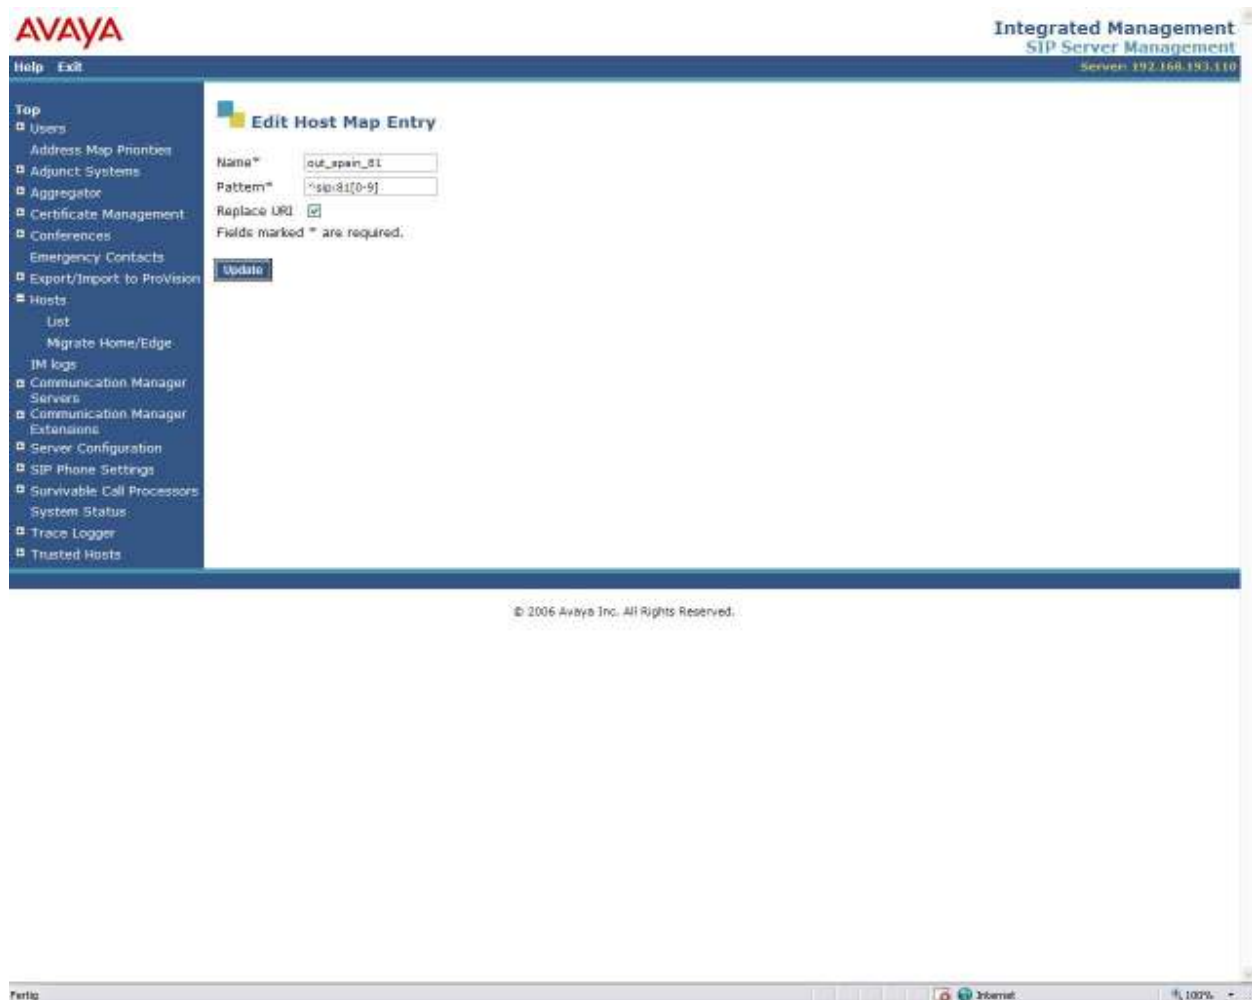 AVAYA
Integrated Management
SIP Server Management
Help Exit
Server: 192.168.193.110
Top
Users
Address Map Priorities
Adjunct Systems
Aggregator
Certificate Management
Conferences
Emergency Contacts
Export/Import to ProVision
Hosts
List
Migrate Home/Edge
IM logs
Communication Manager
Servers
Communication Manager
Extensions
Server Configuration
SIP Phone Settings
Survivable Call Processors
System Status
Trace Logger
Trusted Hosts
Edit Host Map Entry
Name* out_spain_81
Pattern* ^sip:81[0-9]
Replace URI
Fields marked * are required.
Update
© 2006 Avaya Inc. All Rights Reserved.
Fertig
Internet
100%